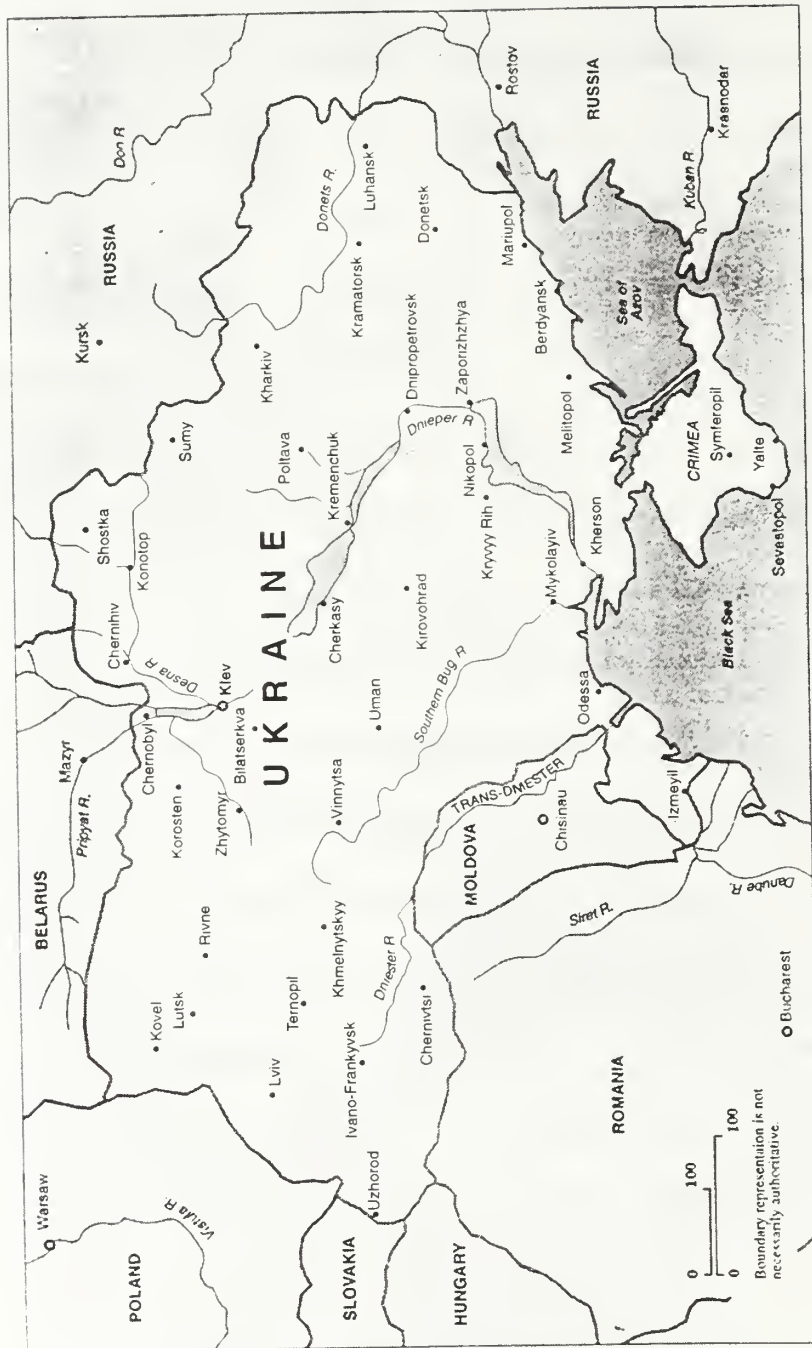 Warsaw
Vistula R.
POLAND
SLOVAKIA
HUNGARY
Uzhorod
BELARUS
Pripyat R.
Mazyr
Kovel
Lutsk
Rivne
Korosten
Chernobyl
Zhytomyr
Kiev
Bilatserkva
Desna R
Chernihiv
Konotop
Shostka
Sumy
Kursk
RUSSIA
Don R
Lviv
Ternopil
Khmelnytskyy
Vinnytsa
Ivano-Frankyvsk
Dniester R
Chernivtsi
UKRAINE
Uman
Cherkasy
Kirovohrad
Kremenchuk
Poltava
Kharkiv
Donets R.
Kramatorsk
Luhansk
Donetsk
Dnipropetrovsk
Dnieper R
Zaporizhzhya
Nikopol
Kryvyy Rih
Southern Bug R
Mykolayiv
Kherson
Melitopol
Berdyansk
Mariupol
Rostov
RUSSIA
Krasnodar
Kuban R.
Sea of
Azov
Odessa
TRANS-DMESTER
MOLDOVA
Chisinau
Izmeyil
Siret R.
Danube R.
ROMANIA
Bucharest
Black Sea
CRIMEA
Symferopil
Yalte
Sevastopol
0 100
0 100
Boundary representaion is not
necessarily authoritative.